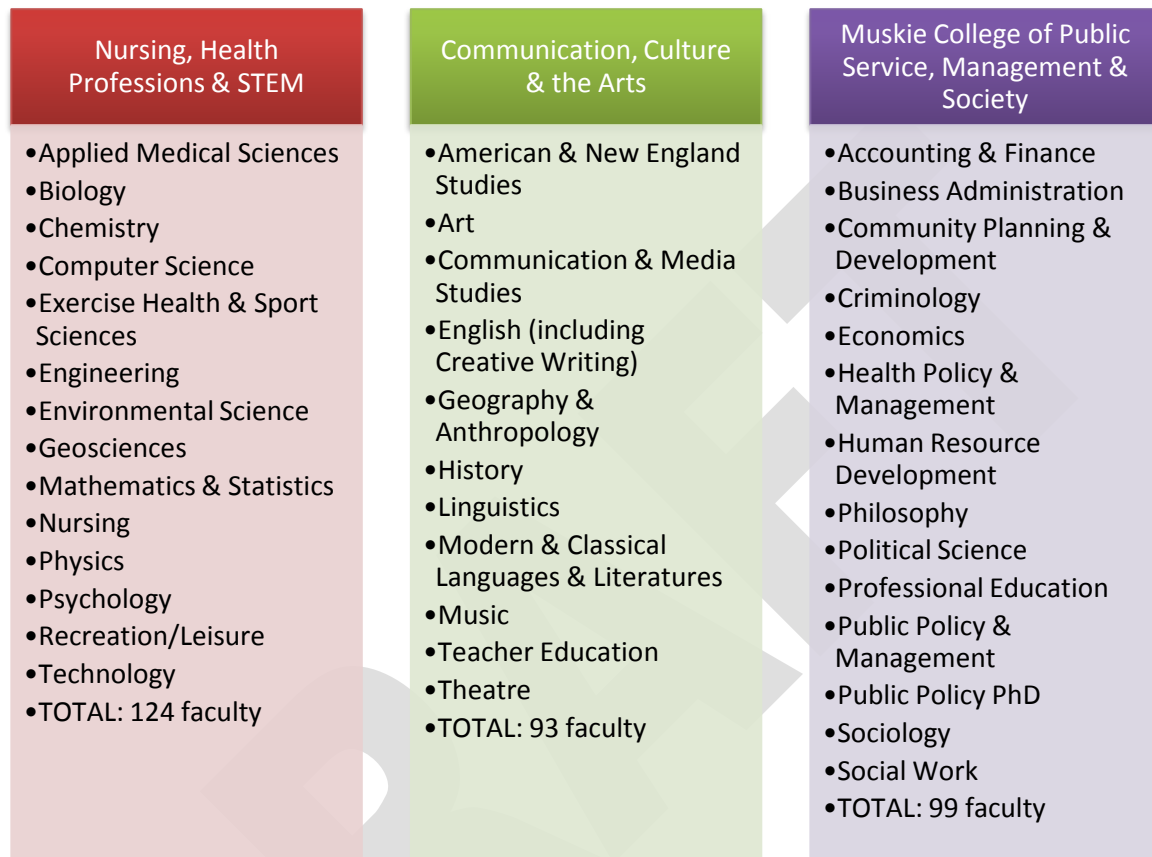 Nursing, Health
Professions & STEM
•Applied Medical Sciences
•Biology
•Chemistry
•Computer Science
•Exercise Health & Sport
Sciences
•Engineering
•Environmental Science
•Geosciences
•Mathematics & Statistics
•Nursing
•Physics
•Psychology
•Recreation/Leisure
•Technology
•TOTAL: 124 faculty
Communication, Culture
& the Arts
•American & New England
Studies
•Art
•Communication & Media
Studies
•English (including
Creative Writing)
•Geography &
Anthropology
•History
•Linguistics
•Modern & Classical
Languages & Literatures
•Music
•Teacher Education
•Theatre
•TOTAL: 93 faculty
Muskie College of Public
Service, Management &
Society
•Accounting & Finance
•Business Administration
•Community Planning &
Development
•Criminology
•Economics
•Health Policy &
Management
•Human Resource
Development
•Philosophy
•Political Science
•Professional Education
•Public Policy &
Management
•Public Policy PhD
•Sociology
•Social Work
•TOTAL: 99 faculty
DRAFT